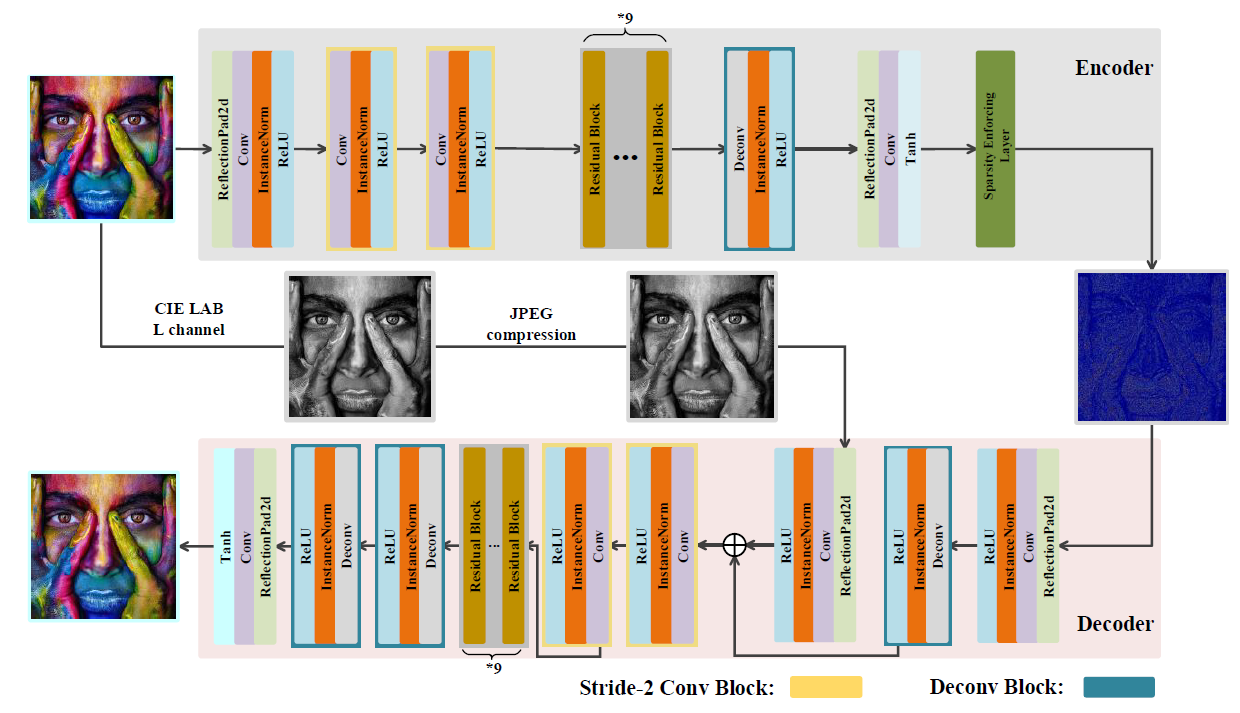 *9
Encoder
ReflectionPad2d
Conv
InstanceNorm
ReLU
Conv
InstanceNorm
ReLU
Conv
InstanceNorm
ReLU
Residual Block
...
Residual Block
Deconv
InstanceNorm
ReLU
ReflectionPad2d
Conv
Tanh
Sparsity Enforcing
Layer
CIE LAB
L channel
JPEG
compression
Tanh
Conv
ReflectionPad2d
ReLU
InstanceNorm
Deconv
ReLU
InstanceNorm
Deconv
Residual Block
...
Residual Block
ReLU
InstanceNorm
Conv
ReLU
InstanceNorm
Conv
ReLU
InstanceNorm
Conv
ReflectionPad2d
ReLU
InstanceNorm
Deconv
ReLU
InstanceNorm
Conv
ReflectionPad2d
Decoder
*9
Stride-2 Conv Block:
Deconv Block: